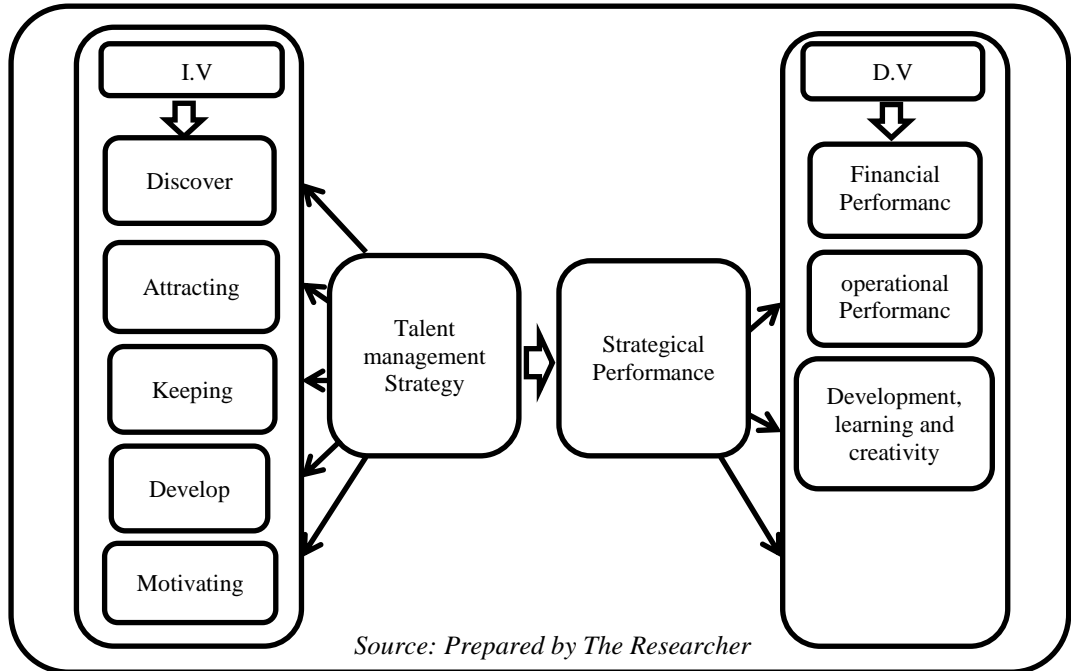 I.V
Discover
Attracting
Keeping
Develop
Motivating
Talent
management
Strategy
Strategical
Performance
D.V
Financial
Performanc
operational
Performanc
Development,
learning and
creativity
Source: Prepared by The Researcher